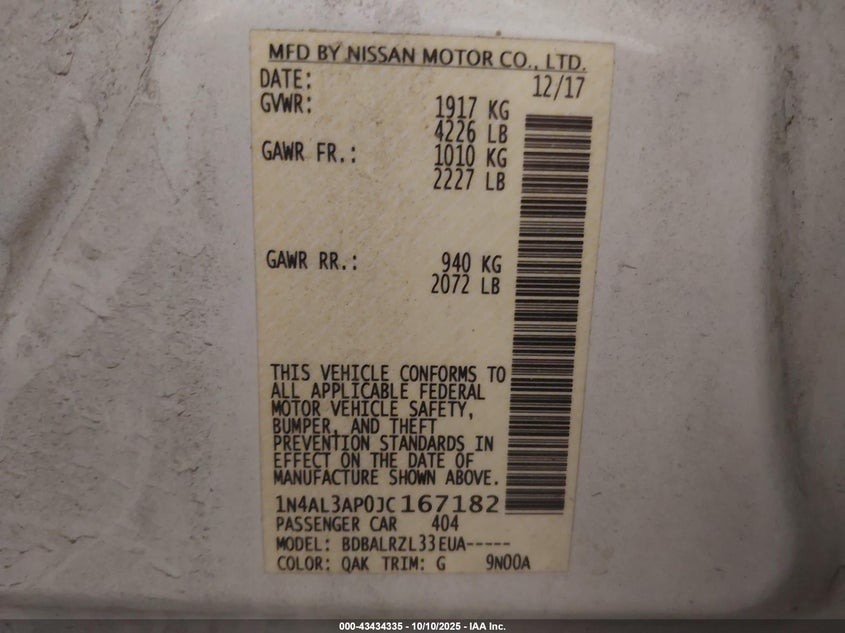 MFD BY NISSAN MOTOR CO., LTD.
DATE: 12/17
GVWR: 1917 KG
4226 LB
GAWR FR.: 1010 KG
2227 LB
GAWR RR.: 940 KG
2072 LB
THIS VEHICLE CONFORMS TO
ALL APPLICABLE FEDERAL
MOTOR VEHICLE SAFETY,
BUMPER, AND THEFT
PREVENTION STANDARDS IN
EFFECT ON THE DATE OF
MANUFACTURE SHOWN ABOVE.
1N4AL3AP0JC167182
PASSENGER CAR 404
MODEL: BDBALRZL33EUA-----
COLOR: QAK TRIM: G 9N00A
000-43434335 - 10/10/2025 - IAA Inc.